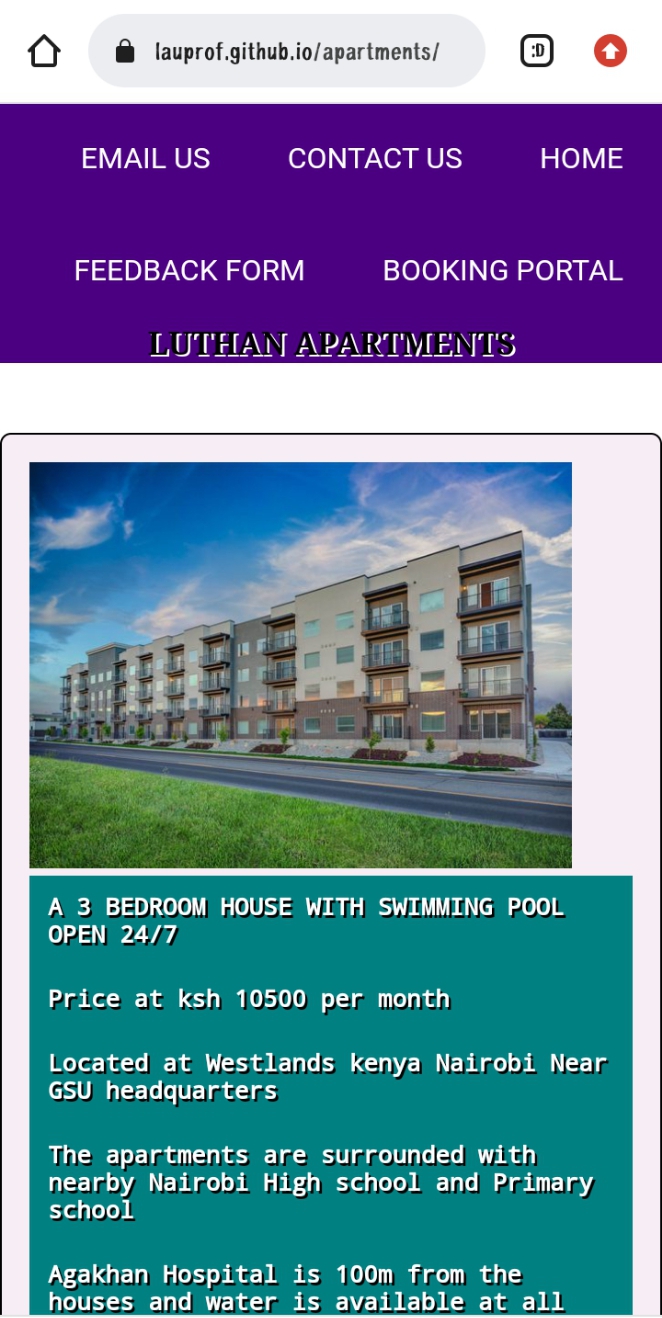 lauprof.github.io/apartments/
:D
EMAIL US CONTACT US HOME
FEEDBACK FORM BOOKING PORTAL
LUTHAN APARTMENTS
A 3 BEDROOM HOUSE WITH SWIMMING POOL
OPEN 24/7
Price at ksh 10500 per month
Located at Westlands kenya Nairobi Near
GSU headquarters
The apartments are surrounded with
nearby Nairobi High school and Primary
school
Agakhan Hospital is 100m from the
houses and water is available at all